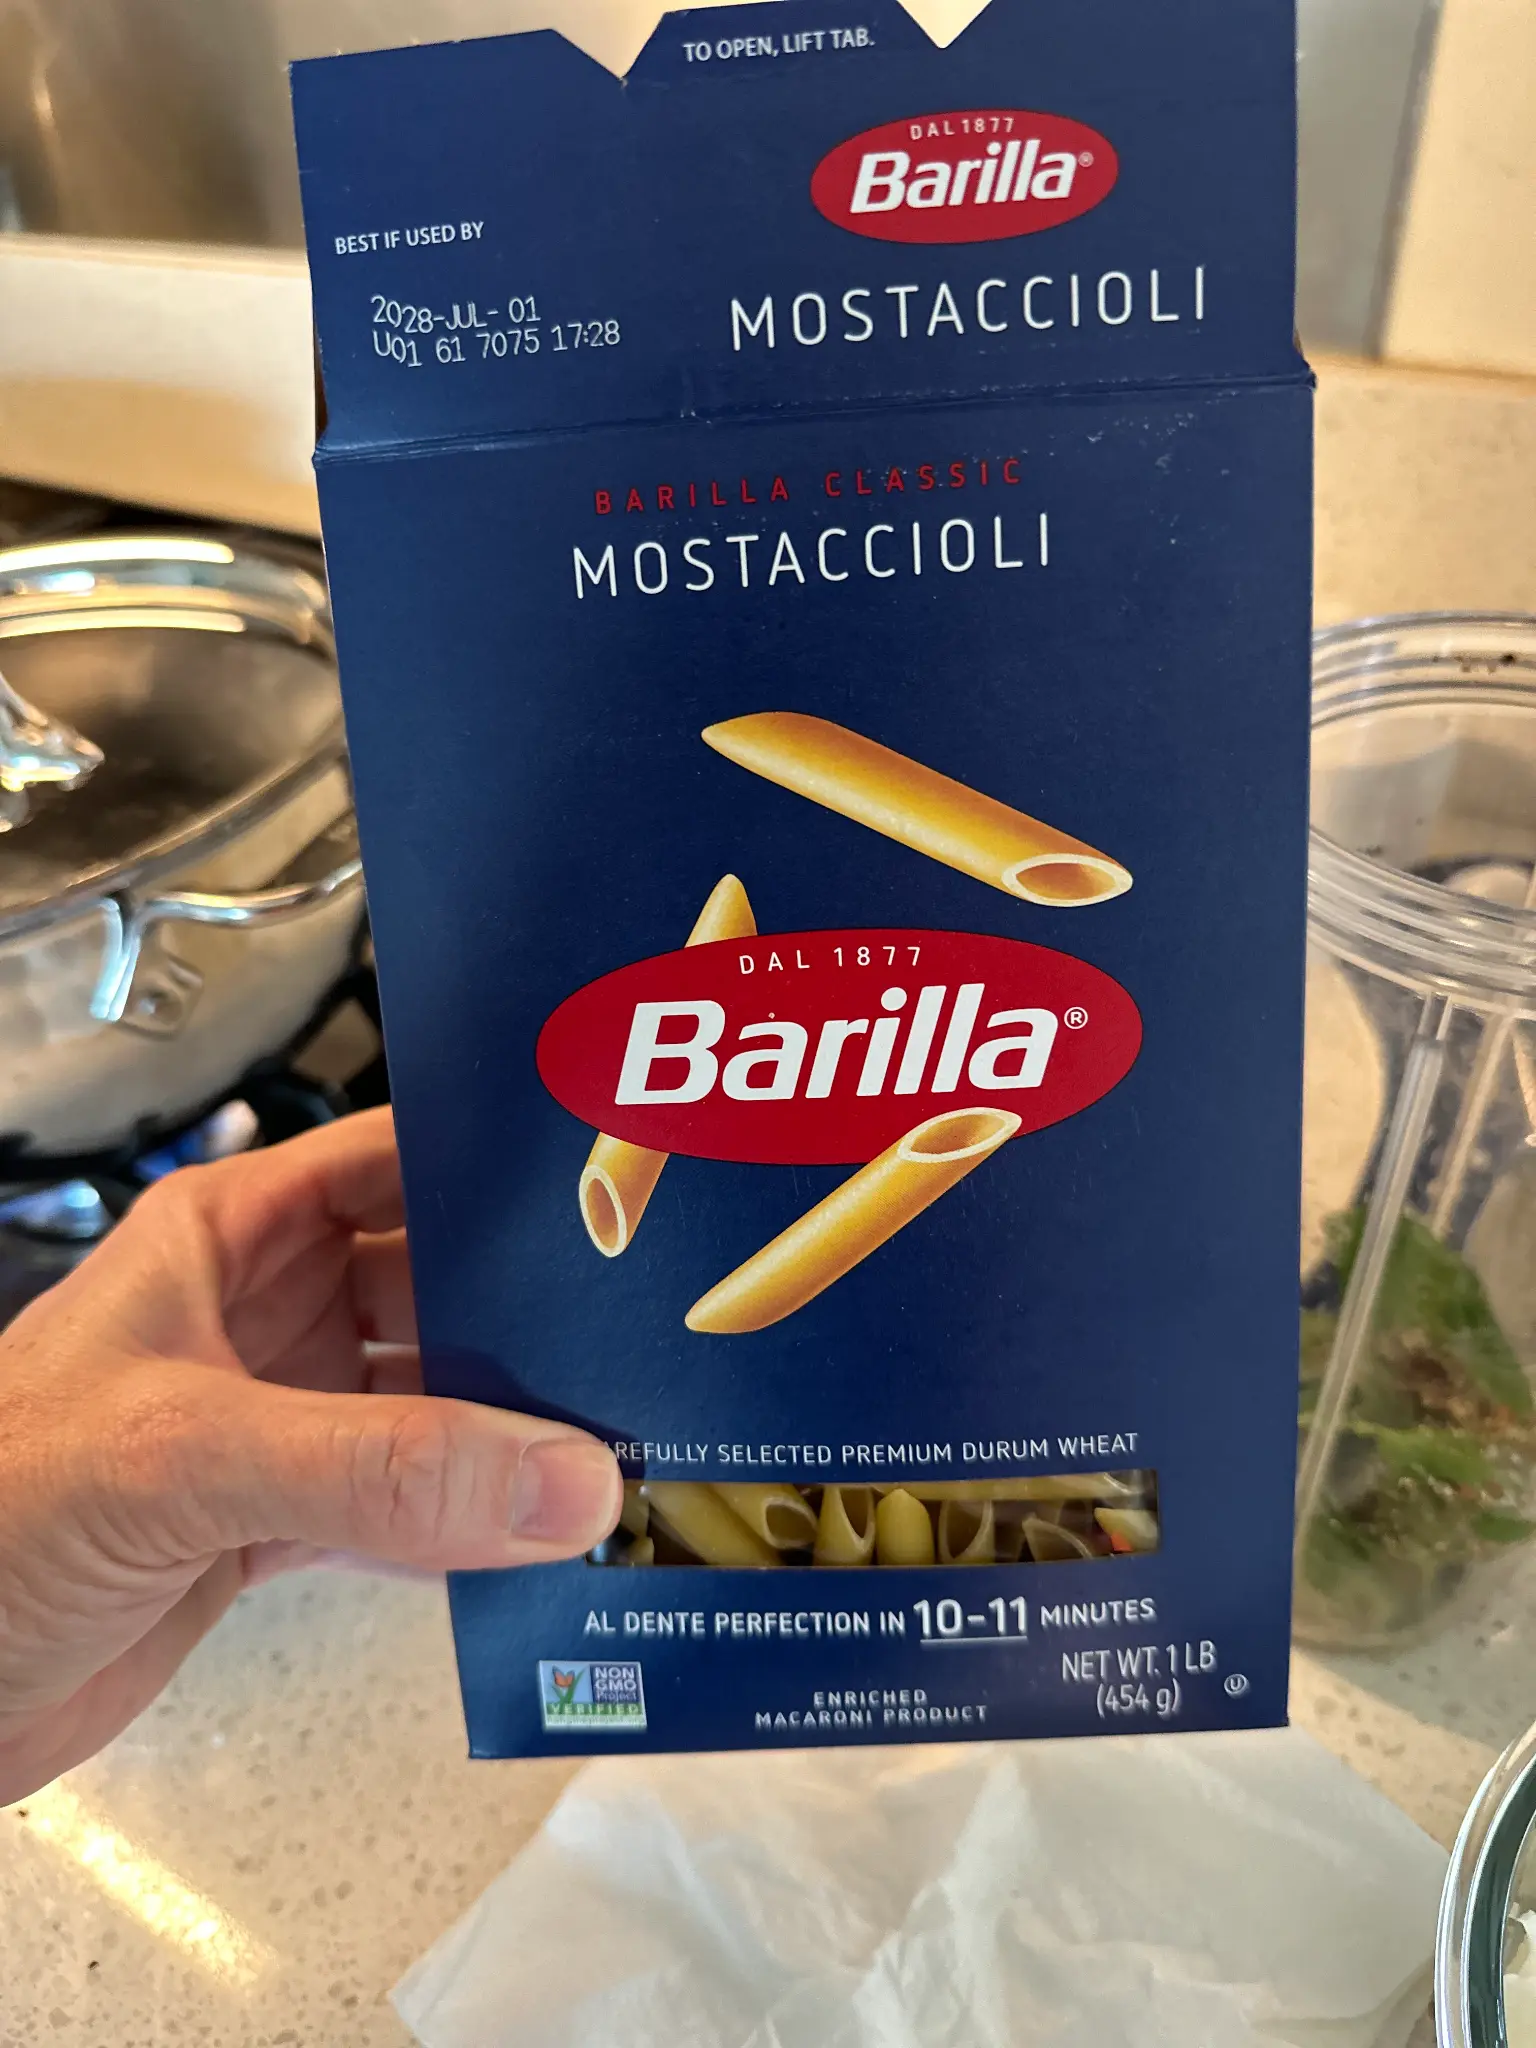 TO OPEN, LIFT TAB.
DAL 1877
Barilla®
MOSTACCIOLI
BEST IF USED BY
2028-JUL- 01
U01 61 7075 17:28
BARILLA CLASSIC
MOSTACCIOLI
DAL 1877
Barilla®
SELECTED PREMIUM DURUM WHEAT
AL DENTE PERFECTION IN 10-11 MINUTES
NON
GMO
Project
VERIFIED
ENRICHED
MACARONI PRODUCT
NET WT. 1 LB
(454 g)
U